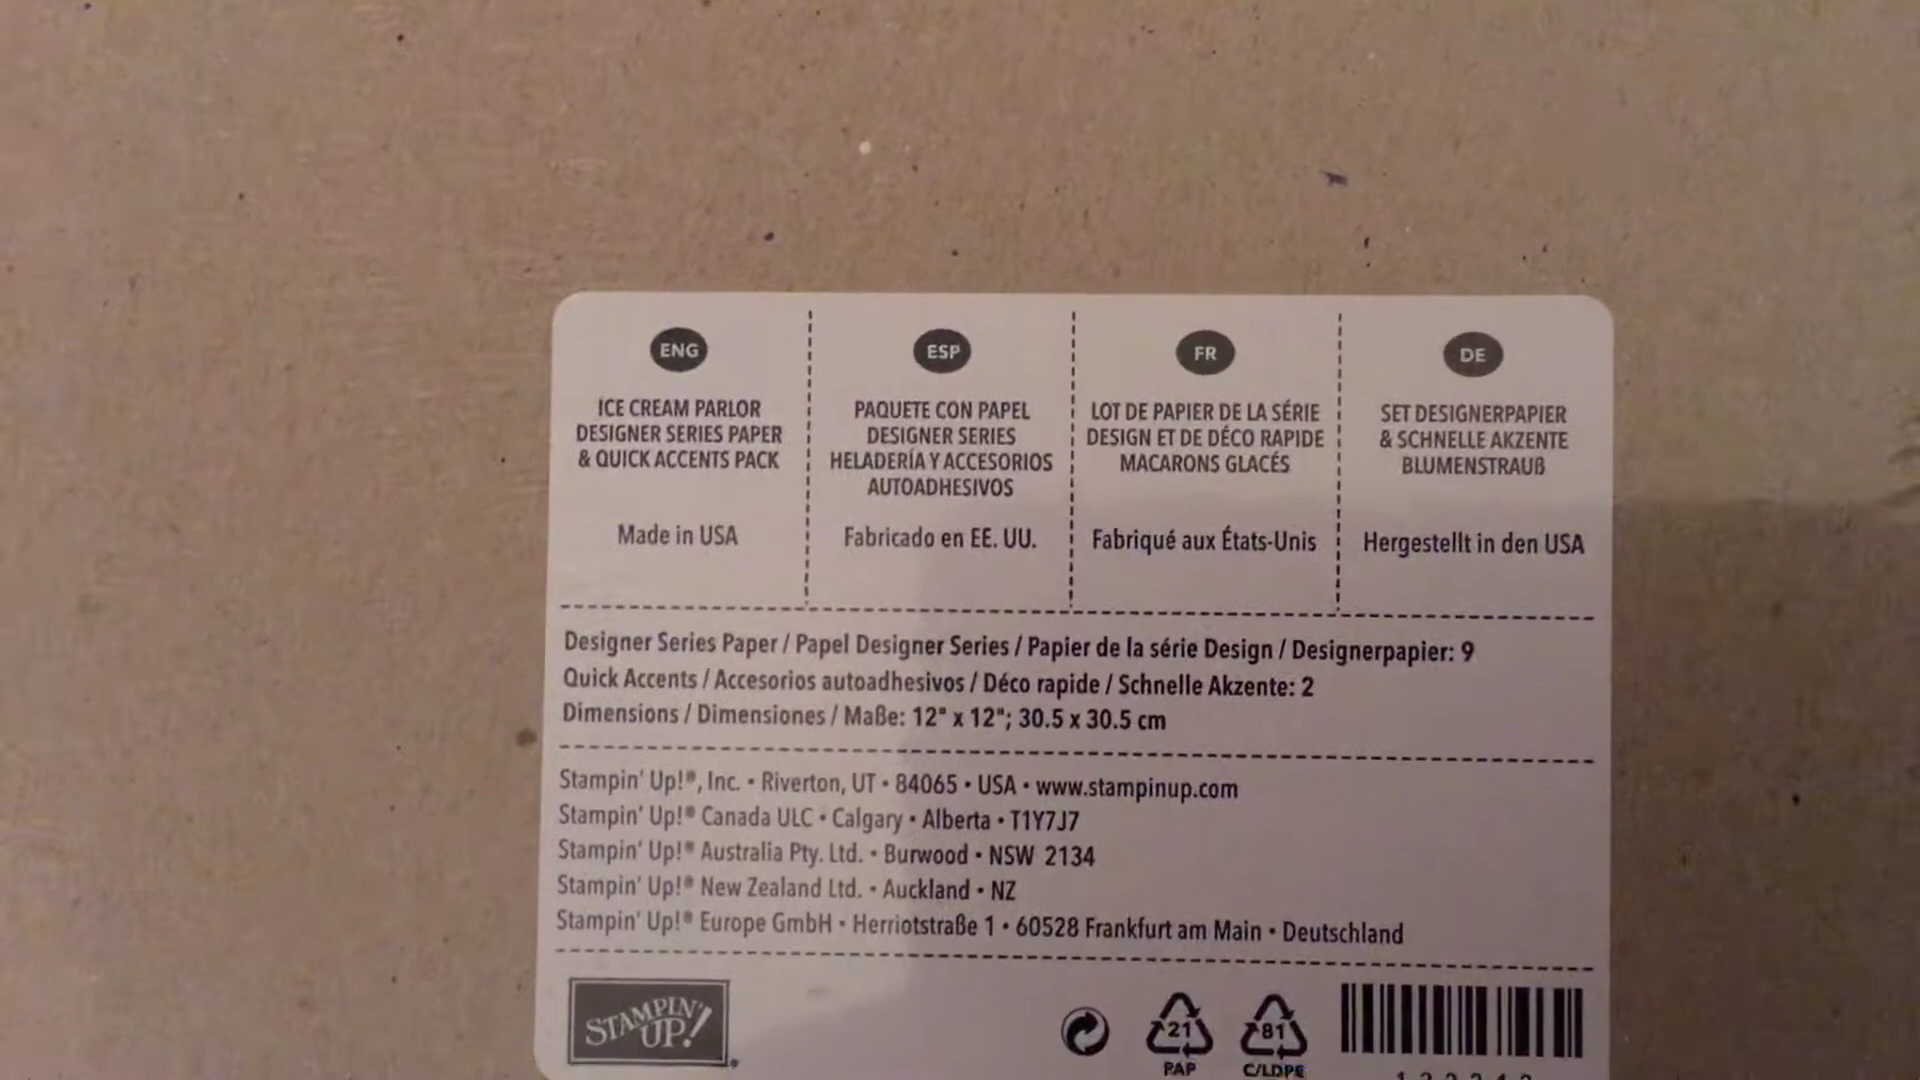 ENG
ICE CREAM PARLOR
DESIGNER SERIES PAPER
& QUICK ACCENTS PACK
Made in USA
ESP
PAQUETE CON PAPEL
DESIGNER SERIES
HELADERÍA Y ACCESORIOS
AUTOADHESIVOS
Fabricado en EE. UU.
FR
LOT DE PAPIER DE LA SÉRIE
DESIGN ET DE DÉCO RAPIDE
MACARONS GLACÉS
Fabriqué aux États-Unis
DE
SET DESIGNERPAPIER
& SCHNELLE AKZENTE
BLUMENSTRAUß
Hergestellt in den USA
Designer Series Paper / Papel Designer Series / Papier de la série Design / Designerpapier: 9
Quick Accents / Accesorios autoadhesivos / Déco rapide / Schnelle Akzente: 2
Dimensions / Dimensiones / Maße: 12" x 12"; 30.5 x 30.5 cm
Stampin' Up!®, Inc. • Riverton, UT • 84065 • USA • www.stampinup.com
Stampin' Up!® Canada ULC • Calgary • Alberta • T1Y7J7
Stampin' Up!® Australia Pty. Ltd. • Burwood • NSW 2134
Stampin' Up!® New Zealand Ltd. • Auckland • NZ
Stampin' Up!® Europe GmbH • Herriotstraße 1 • 60528 Frankfurt am Main • Deutschland
STAMPIN'
UP!®
21
PAP
81
C/LDPE